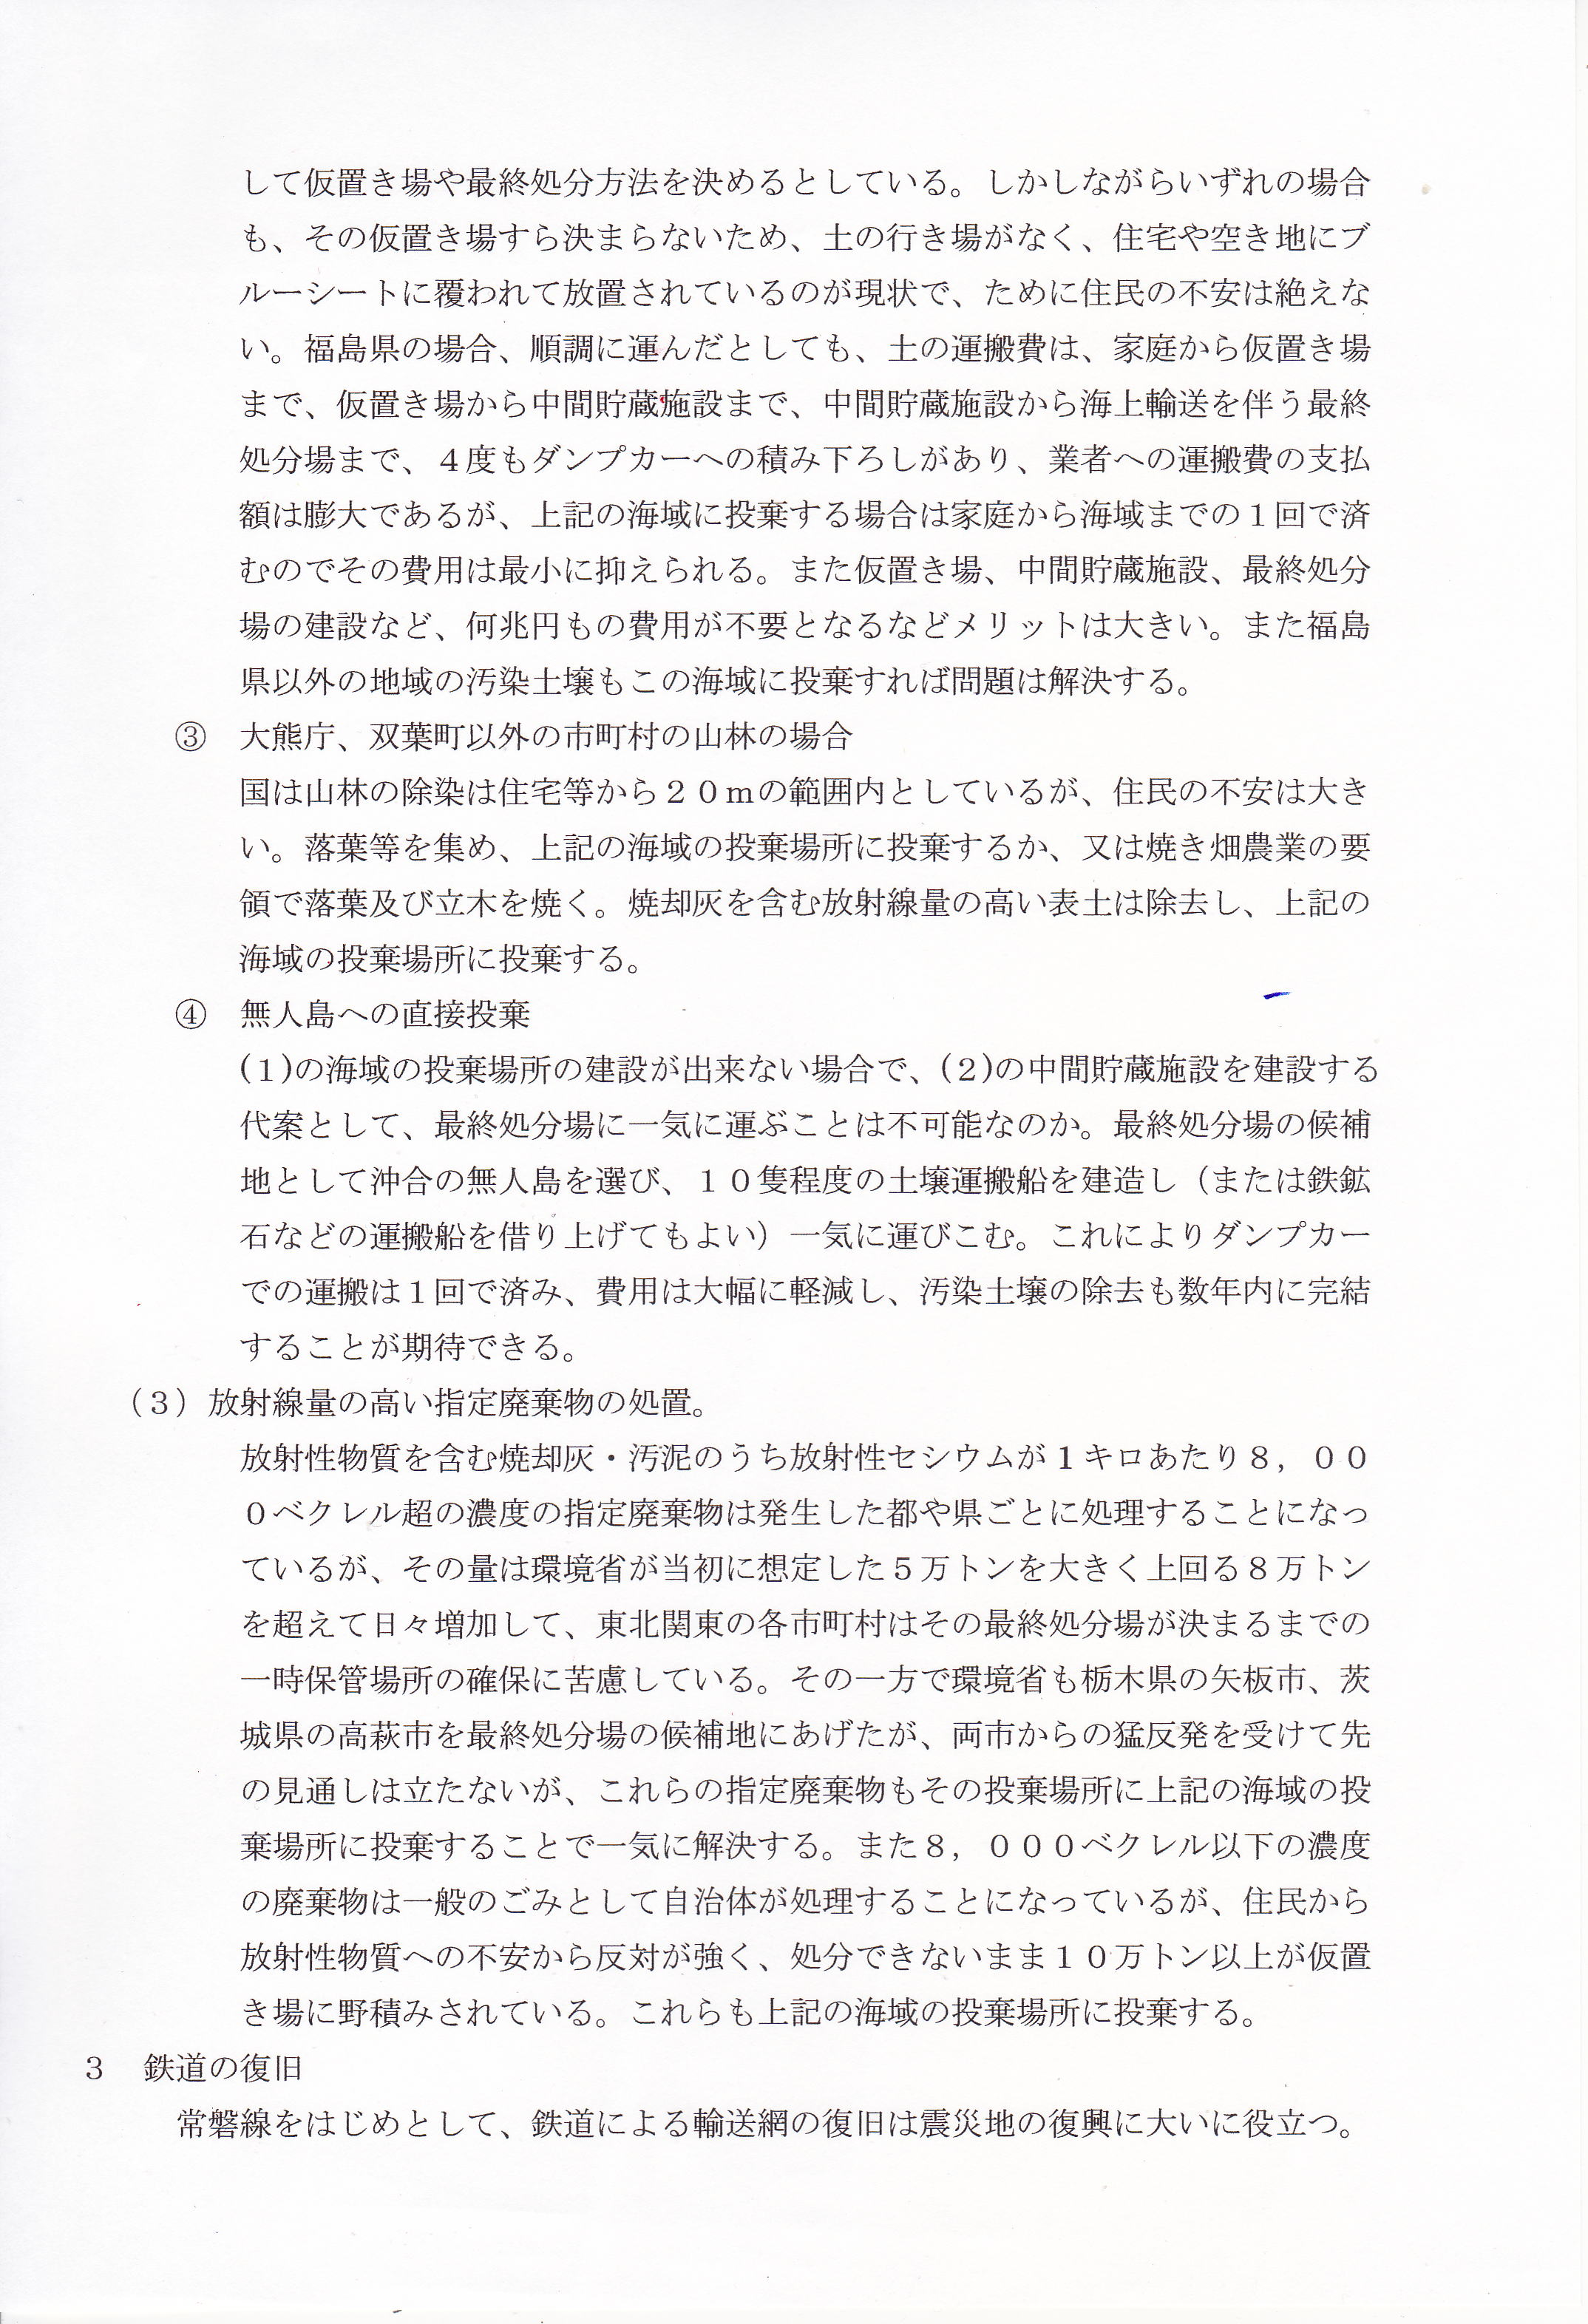 して仮置き場や最終処分方法を決めるとしている。しかしながらいずれの場合
も、その仮置き場すら決まらないため、土の行き場がなく、住宅や空き地にブ
ルーシートに覆われて放置されているのが現状で、ために住民の不安は絶えな
い。福島県の場合、順調に運んだとしても、土の運搬費は、家庭から仮置き場
まで、仮置き場から中間貯蔵施設まで、中間貯蔵施設から海上輸送を伴う最終
処分場まで、４度もダンプカーへの積み下ろしがあり、業者への運搬費の支払
額は膨大であるが、上記の海域に投棄する場合は家庭から海域までの１回で済
むのでその費用は最小に抑えられる。また仮置き場、中間貯蔵施設、最終処分
場の建設など、何兆円もの費用が不要となるなどメリットは大きい。また福島
県以外の地域の汚染土壌もこの海域に投棄すれば問題は解決する。
③　大熊庁、双葉町以外の市町村の山林の場合
国は山林の除染は住宅等から２０ｍの範囲内としているが、住民の不安は大き
い。落葉等を集め、上記の海域の投棄場所に投棄するか、又は焼き畑農業の要
領で落葉及び立木を焼く。焼却灰を含む放射線量の高い表土は除去し、上記の
海域の投棄場所に投棄する。
④　無人島への直接投棄
(１)の海域の投棄場所の建設が出来ない場合で、(２)の中間貯蔵施設を建設する
代案として、最終処分場に一気に運ぶことは不可能なのか。最終処分場の候補
地として沖合の無人島を選び、１０隻程度の土壌運搬船を建造し（または鉄鉱
石などの運搬船を借り上げてもよい）一気に運びこむ。これによりダンプカー
での運搬は１回で済み、費用は大幅に軽減し、汚染土壌の除去も数年内に完結
することが期待できる。
（３）放射線量の高い指定廃棄物の処置。
放射性物質を含む焼却灰・汚泥のうち放射性セシウムが１キロあたり８，００
０ベクレル超の濃度の指定廃棄物は発生した都や県ごとに処理することになっ
ているが、その量は環境省が当初に想定した５万トンを大きく上回る８万トン
を超えて日々増加して、東北関東の各市町村はその最終処分場が決まるまでの
一時保管場所の確保に苦慮している。その一方で環境省も栃木県の矢板市、茨
城県の高萩市を最終処分場の候補地にあげたが、両市からの猛反発を受けて先
の見通しは立たないが、これらの指定廃棄物もその投棄場所に上記の海域の投
棄場所に投棄することで一気に解決する。また８，０００ベクレル以下の濃度
の廃棄物は一般のごみとして自治体が処理することになっているが、住民から
放射性物質への不安から反対が強く、処分できないまま１０万トン以上が仮置
き場に野積みされている。これらも上記の海域の投棄場所に投棄する。
３　鉄道の復旧
常磐線をはじめとして、鉄道による輸送網の復旧は震災地の復興に大いに役立つ。